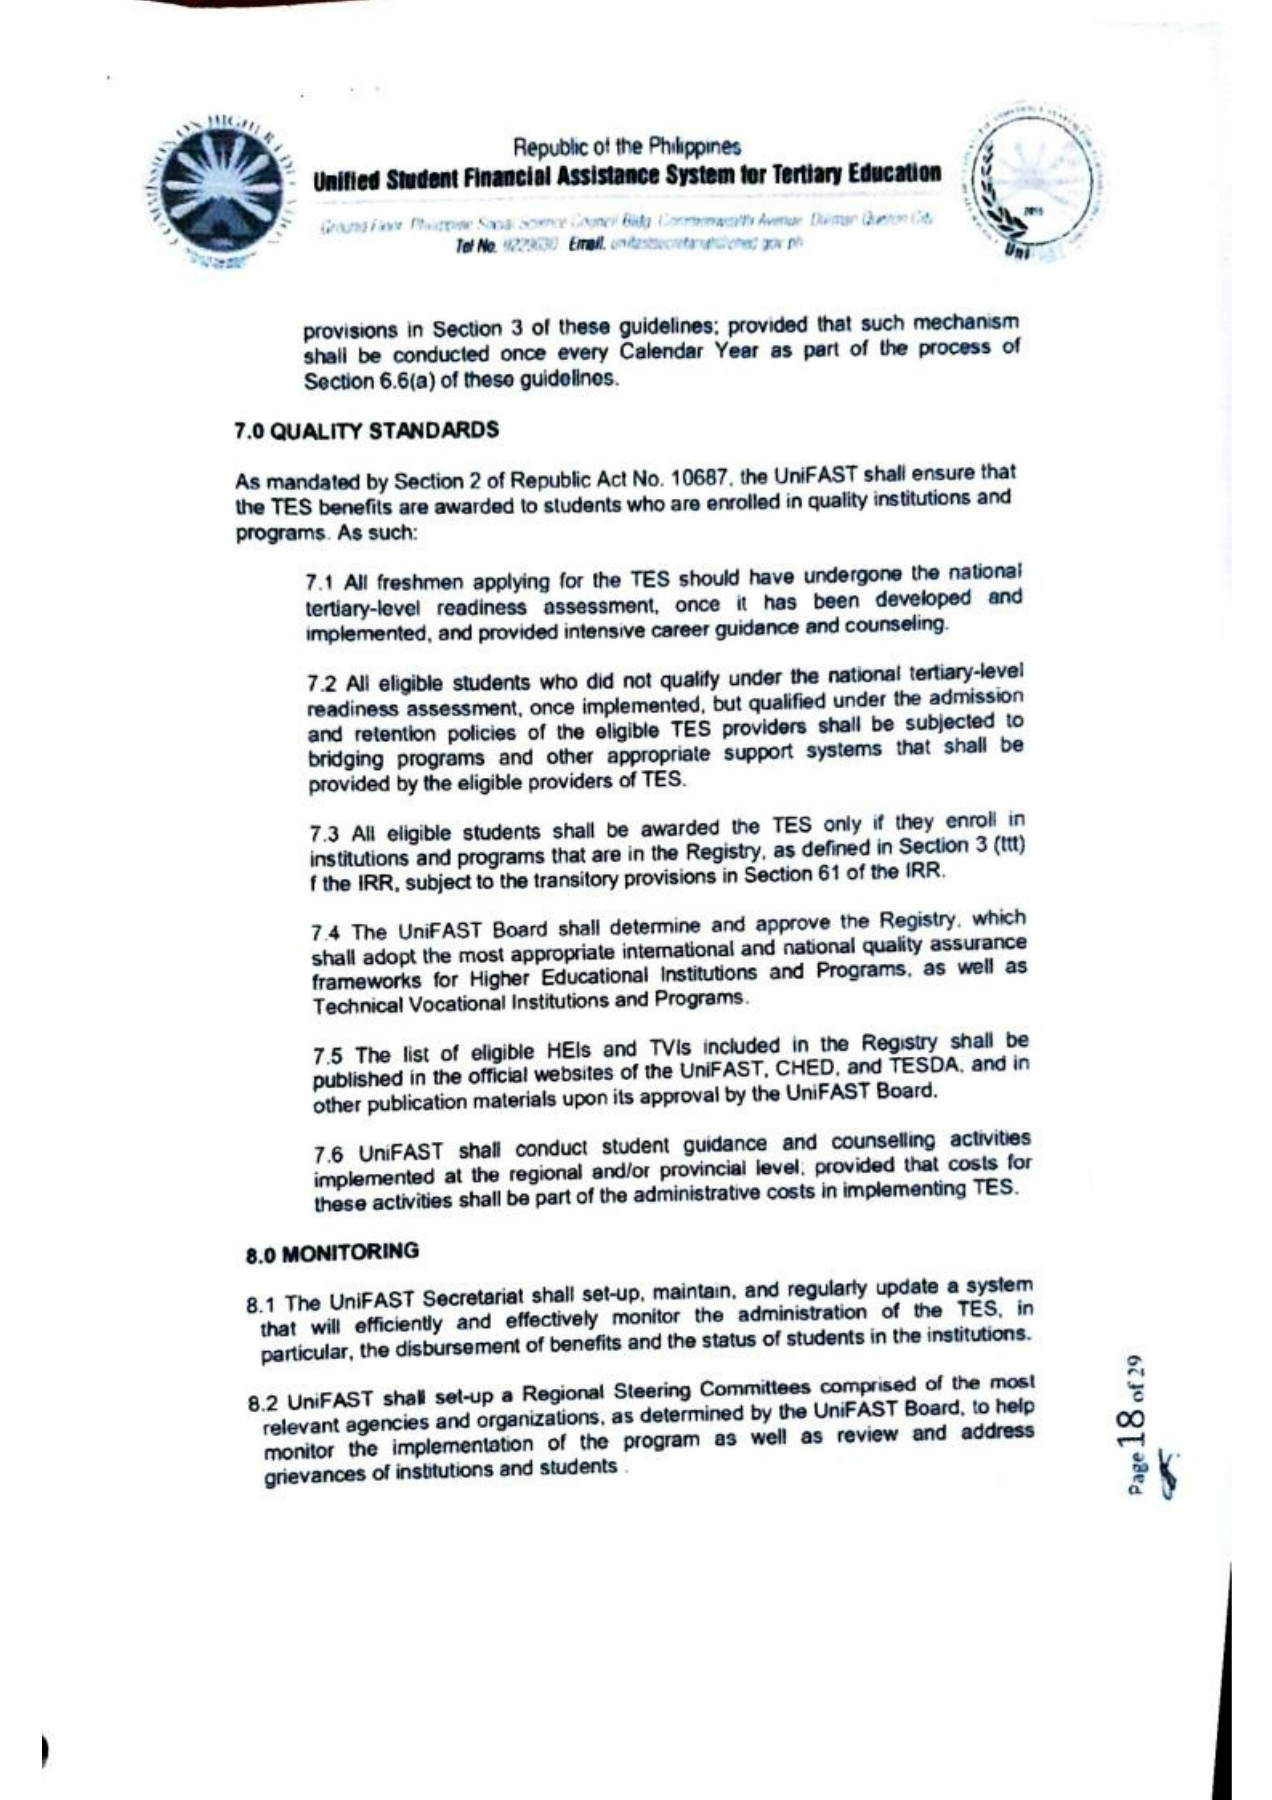 COMMISSION ON HIGHER EDUCATION
Republic of the Philippines
Unified Student Financial Assistance System for Tertiary Education
Ground Floor Philippine Social Science Council Bldg. Commonwealth Avenue Diliman Quezon City
Tel No. Email.
2015
Uni
provisions in Section 3 of these guidelines; provided that such mechanism
shall be conducted once every Calendar Year as part of the process of
Section 6.6(a) of these guidelines.
7.0 QUALITY STANDARDS
As mandated by Section 2 of Republic Act No. 10687, the UniFAST shall ensure that
the TES benefits are awarded to students who are enrolled in quality institutions and
programs. As such:
7.1 All freshmen applying for the TES should have undergone the national
tertiary-level readiness assessment, once it has been developed and
implemented, and provided intensive career guidance and counseling.
7.2 All eligible students who did not qualify under the national tertiary-level
readiness assessment, once implemented, but qualified under the admission
and retention policies of the eligible TES providers shall be subjected to
bridging programs and other appropriate support systems that shall be
provided by the eligible providers of TES.
7.3 All eligible students shall be awarded the TES only if they enroll in
institutions and programs that are in the Registry, as defined in Section 3 (ttt)
f the IRR, subject to the transitory provisions in Section 61 of the IRR.
7.4 The UniFAST Board shall determine and approve the Registry, which
shall adopt the most appropriate international and national quality assurance
frameworks for Higher Educational Institutions and Programs, as well as
Technical Vocational Institutions and Programs.
7.5 The list of eligible HEIs and TVIs included in the Registry shall be
published in the official websites of the UniFAST, CHED, and TESDA, and in
other publication materials upon its approval by the UniFAST Board.
7.6 UniFAST shall conduct student guidance and counselling activities
implemented at the regional and/or provincial level; provided that costs for
these activities shall be part of the administrative costs in implementing TES.
8.0 MONITORING
8.1 The UniFAST Secretariat shall set-up, maintain, and regularly update a system
that will efficiently and effectively monitor the administration of the TES, in
particular, the disbursement of benefits and the status of students in the institutions.
8.2 UniFAST shall set-up a Regional Steering Committees comprised of the most
relevant agencies and organizations, as determined by the UniFAST Board, to help
monitor the implementation of the program as well as review and address
grievances of institutions and students .
Page 18 of 29